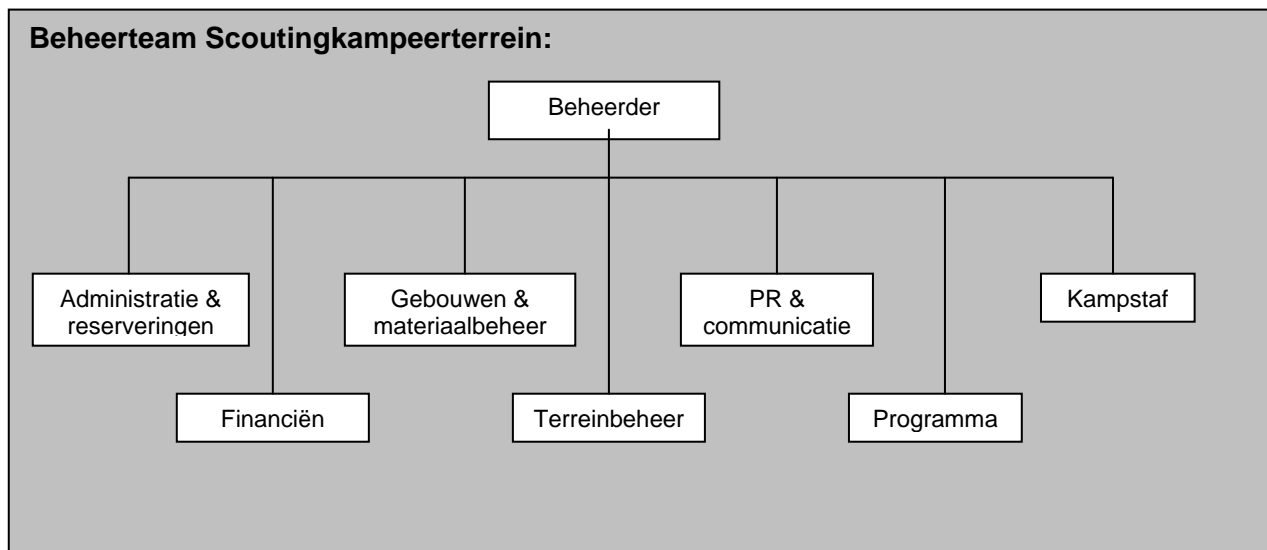 Beheerteam Scoutingkampeerterrein:
Beheerder
Administratie &
reserveringen
Gebouwen &
materiaalbeheer
PR &
communicatie
Kampstaf
Financiën
Terreinbeheer
Programma